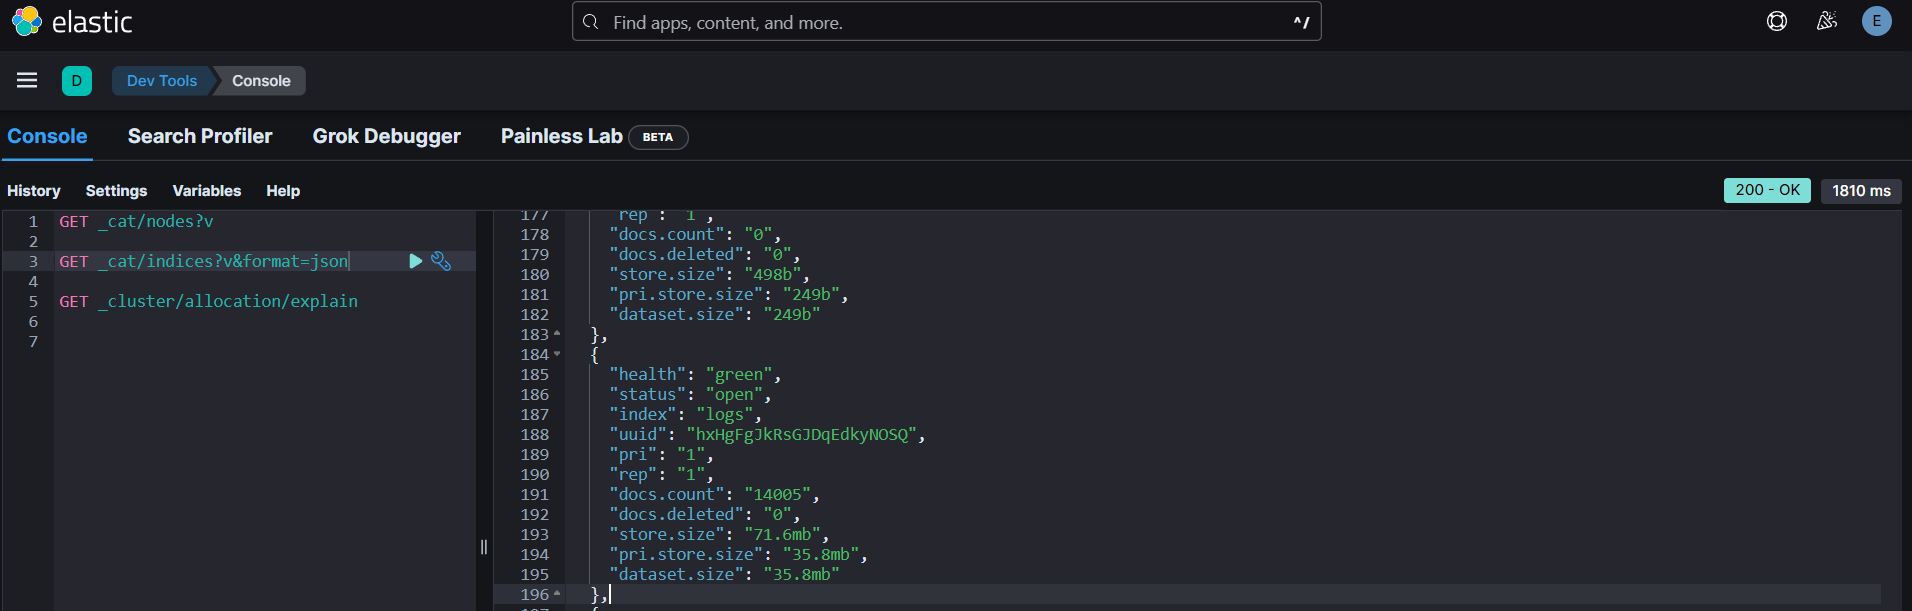 elastic
Find apps, content, and more.
^/
E
D
Dev Tools
Console
Console
Search Profiler
Grok Debugger
Painless Lab
BETA
History
Settings
Variables
Help
200 - OK
1810 ms
1 GET _cat/nodes?v
2
3 GET _cat/indices?v&format=json
4
5 GET _cluster/allocation/explain
6
7
177 "rep": "1",
178 "docs.count": "0",
179 "docs.deleted": "0",
180 "store.size": "498b",
181 "pri.store.size": "249b",
182 "dataset.size": "249b"
183 },
184 {
185 "health": "green",
186 "status": "open",
187 "index": "logs",
188 "uuid": "hxHgFgJkRsGJDqEdkyNOSQ",
189 "pri": "1",
190 "rep": "1",
191 "docs.count": "14005",
192 "docs.deleted": "0",
193 "store.size": "71.6mb",
194 "pri.store.size": "35.8mb",
195 "dataset.size": "35.8mb"
196 },
197 {